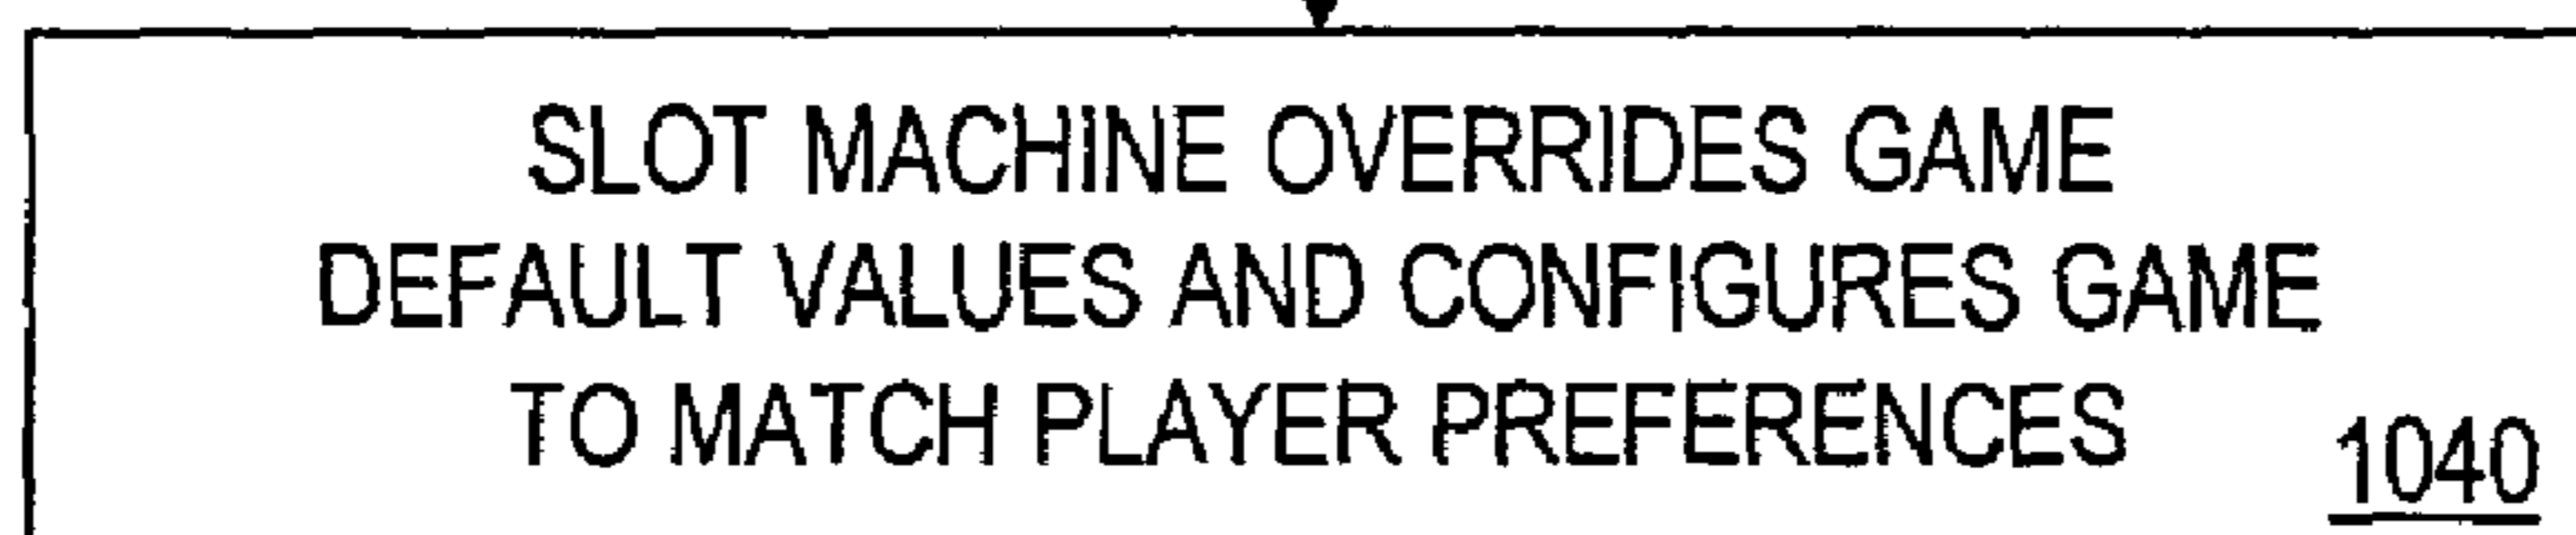 SLOT MACHINE OVERRIDES GAME
DEFAULT VALUES AND CONFIGURES GAME
TO MATCH PLAYER PREFERENCES
1040